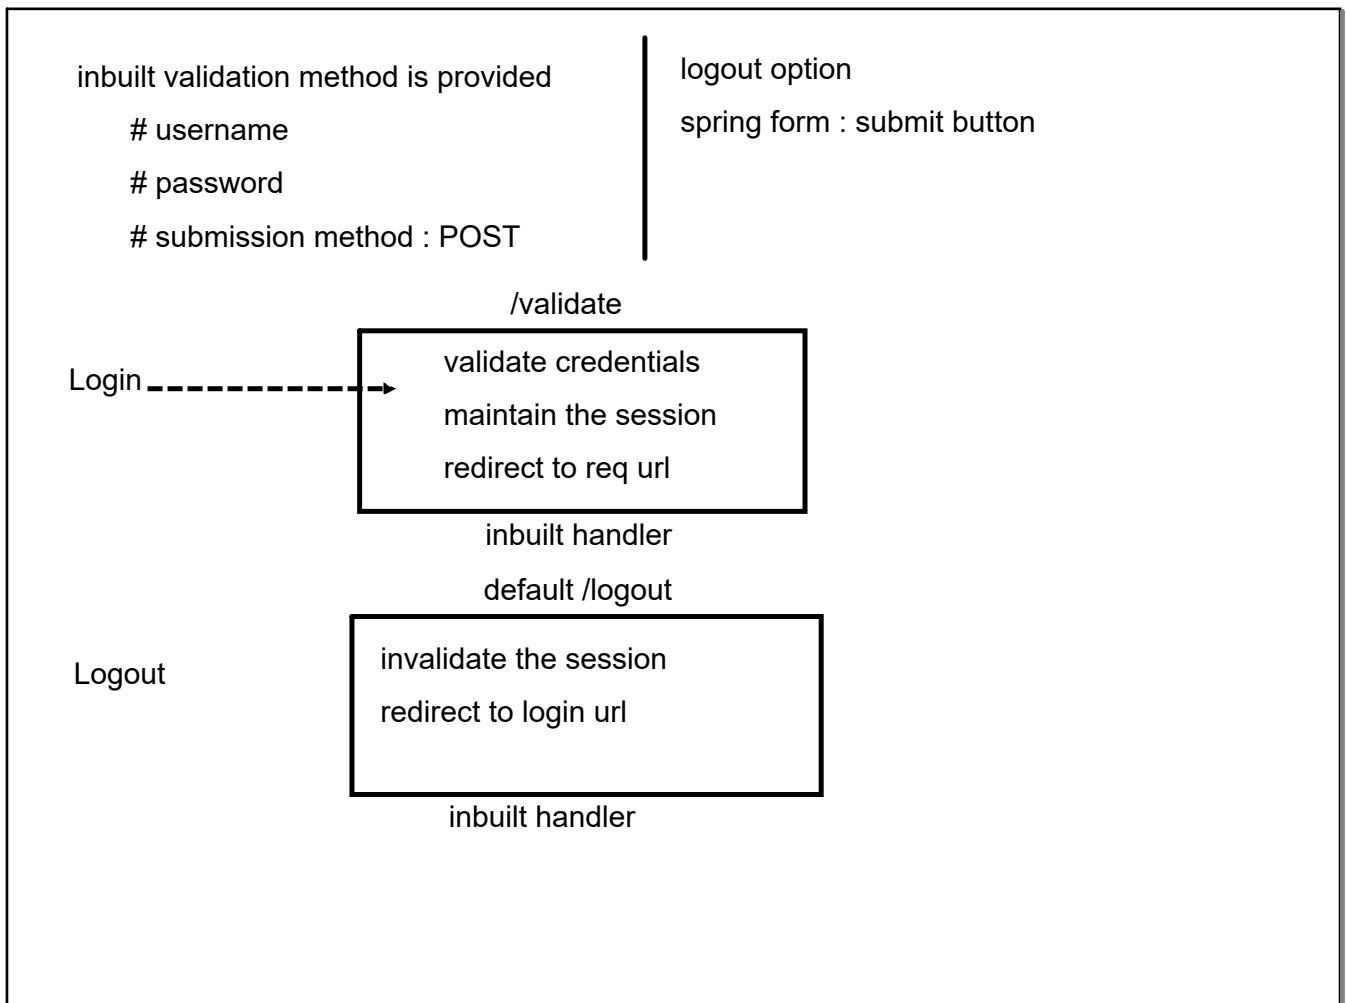 inbuilt validation method is provided
# username
# password
# submission method : POST
logout option
spring form : submit button
/validate
Login
validate credentials
maintain the session
redirect to req url
inbuilt handler
default /logout
Logout
invalidate the session
redirect to login url
inbuilt handler